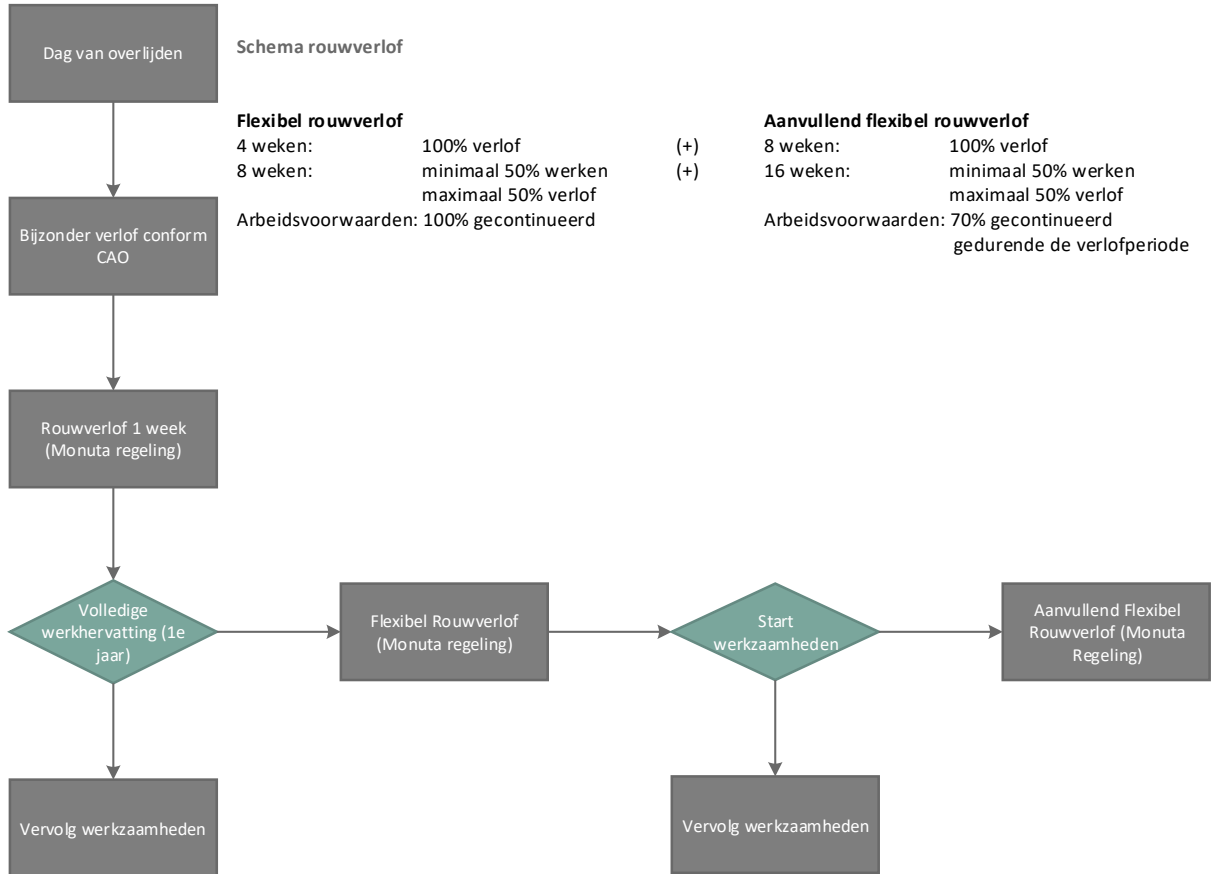 Dag van overlijden
Schema rouwverlof
Flexibel rouwverlof
4 weken: 100% verlof (+)
8 weken: minimaal 50% werken (+)
maximaal 50% verlof
Arbeidsvoorwaarden: 100% gecontinueerd
Aanvullend flexibel rouwverlof
8 weken: 100% verlof
16 weken: minimaal 50% werken
maximaal 50% verlof
Arbeidsvoorwaarden: 70% gecontinueerd
gedurende de verlofperiode
Bijzonder verlof conform
CAO
Rouwverlof 1 week
(Monuta regeling)
Volledige
werkhervatting (1e
jaar)
Flexibel Rouwverlof
(Monuta regeling)
Start
werkzaamheden
Aanvullend Flexibel
Rouwverlof (Monuta
Regeling)
Vervolg werkzaamheden
Vervolg werkzaamheden